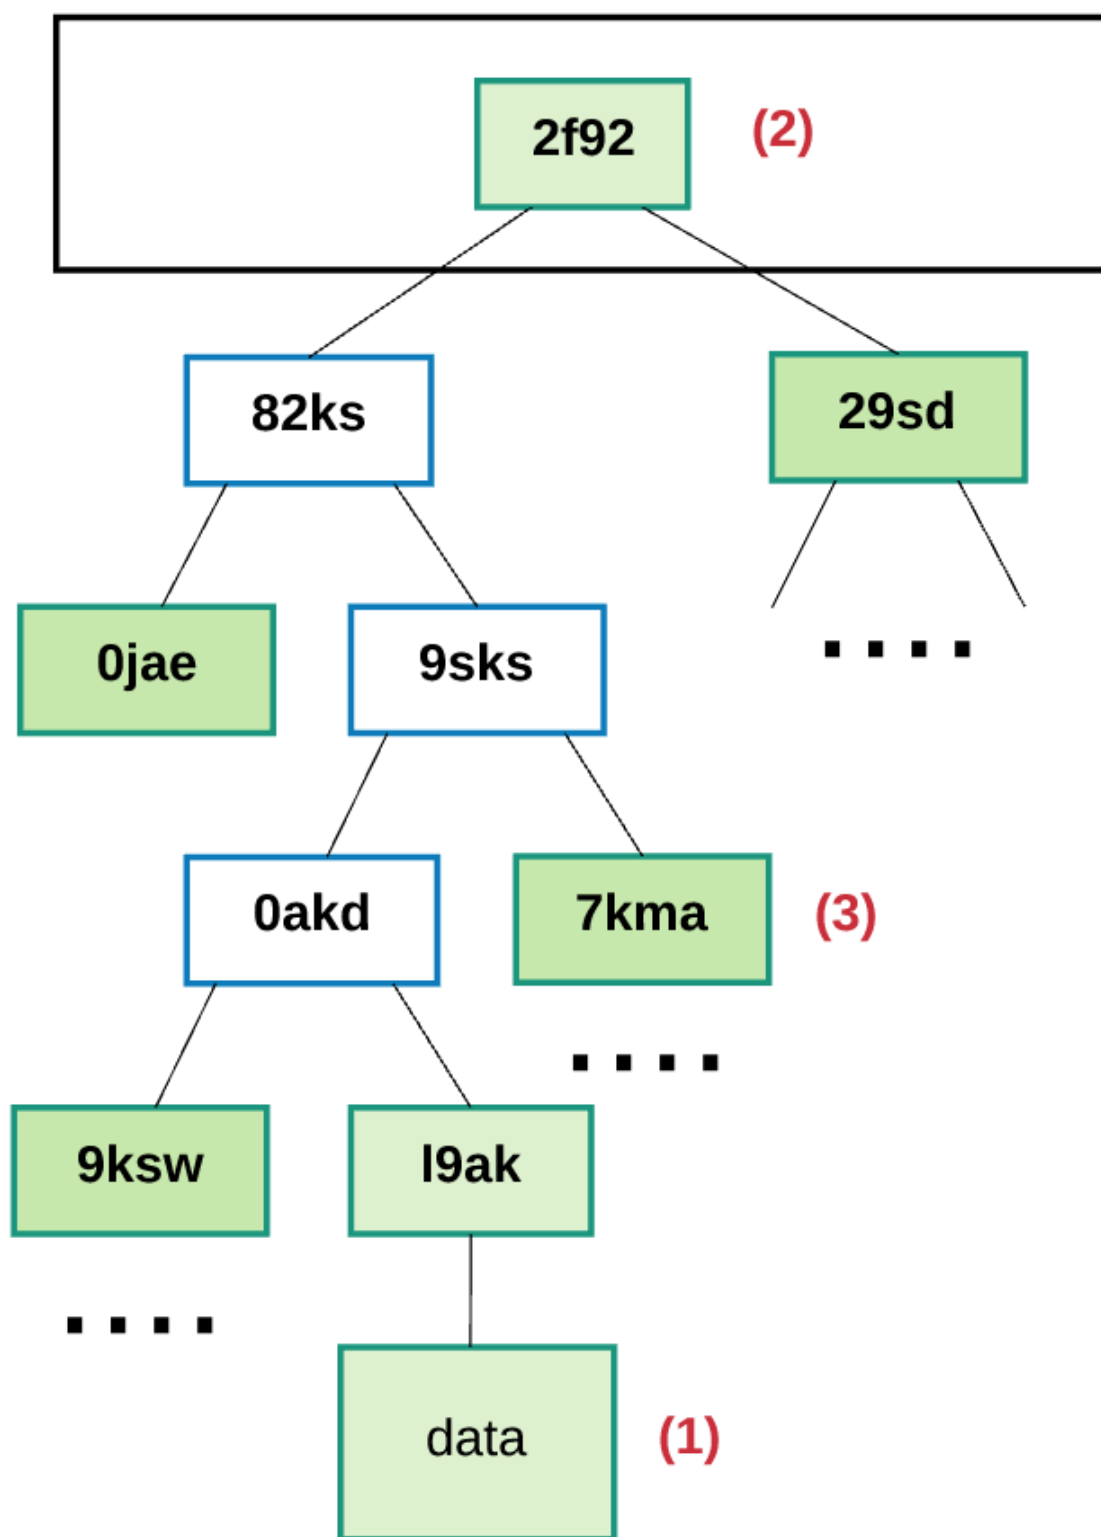 2f92 (2)
82ks 29sd
0jae 9sks
0akd 7kma (3)
9ksw l9ak
data (1)